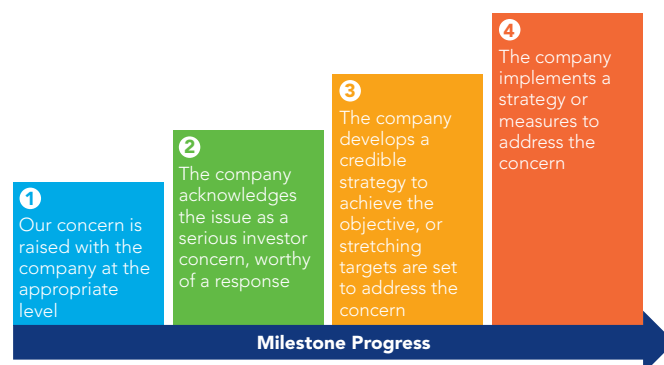 1
Our concern is
raised with the
company at the
appropriate
level
2
The company
acknowledges
the issue as a
serious investor
concern, worthy
of a response
3
The company
develops a
credible
strategy to
achieve the
objective, or
stretching
targets are set
to address the
concern
4
The company
implements a
strategy or
measures to
address the
concern
Milestone Progress